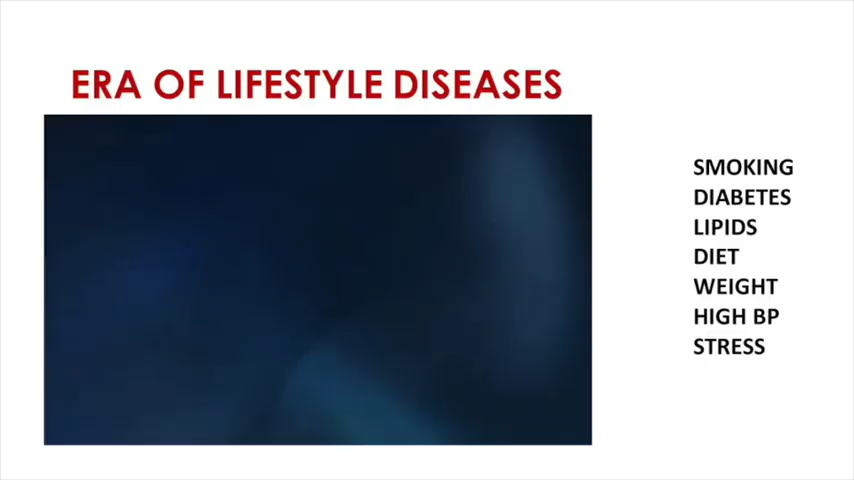 ERA OF LIFESTYLE DISEASES
SMOKING
DIABETES
LIPIDS
DIET
WEIGHT
HIGH BP
STRESS